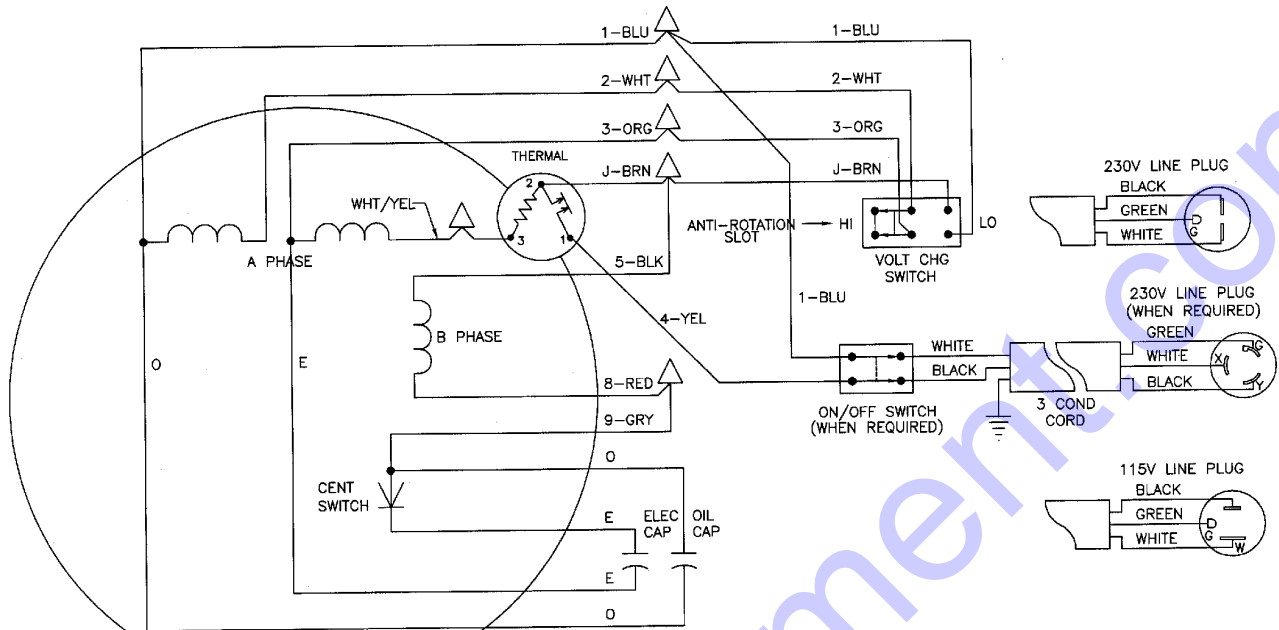 1-BLU
1-BLU
2-WHT
2-WHT
3-ORG
3-ORG
THERMAL
J-BRN
J-BRN
2
3
1
WHT/YEL
A PHASE
ANTI-ROTATION
SLOT
HI
LO
VOLT CHG
SWITCH
230V LINE PLUG
BLACK
GREEN
G
WHITE
5-BLK
B PHASE
4-YEL
1-BLU
O
E
8-RED
9-GRY
O
WHITE
BLACK
ON/OFF SWITCH
(WHEN REQUIRED)
3 COND
CORD
230V LINE PLUG
(WHEN REQUIRED)
GREEN
G
WHITE
X
BLACK
Y
CENT
SWITCH
E
ELEC
CAP
OIL
CAP
E
O
115V LINE PLUG
BLACK
GREEN
G
WHITE
W
ment.com